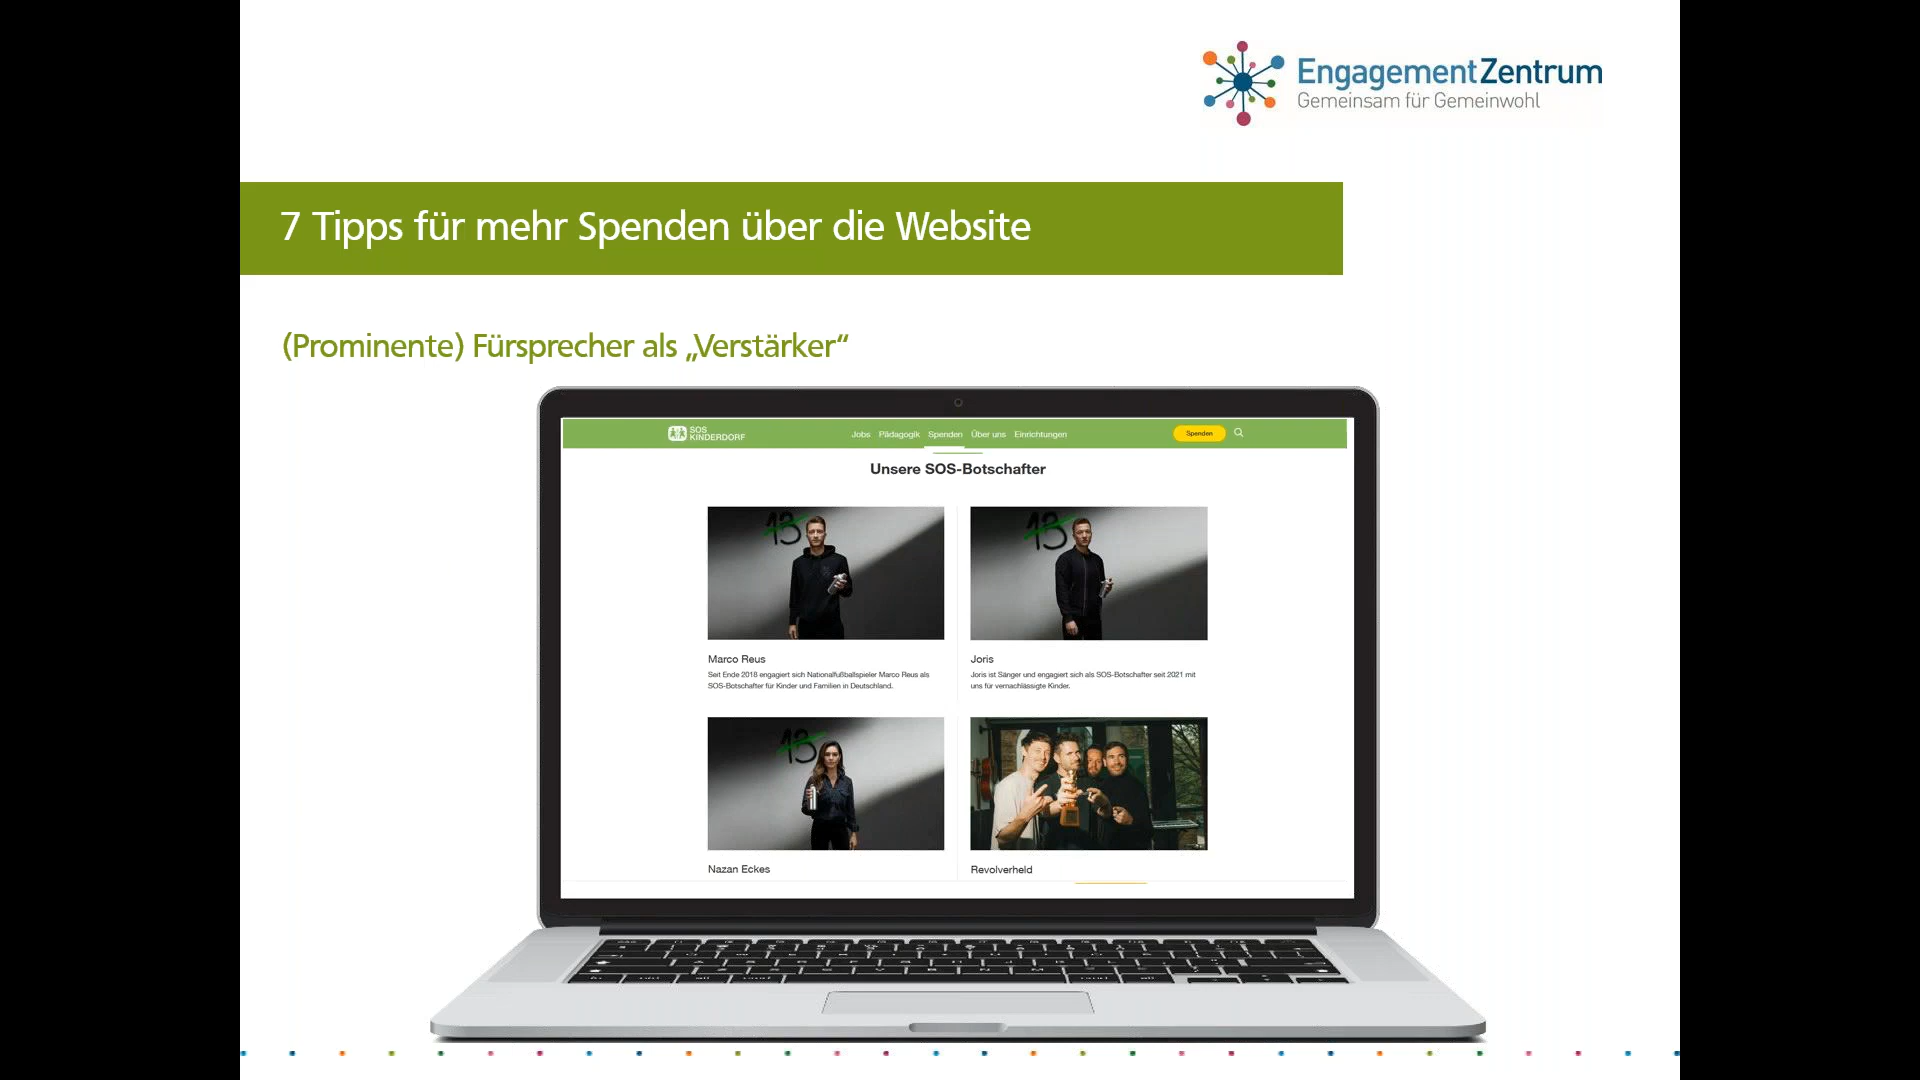 EngagementZentrum
Gemeinsam für Gemeinwohl
7 Tipps für mehr Spenden über die Website
(Prominente) Fürsprecher als „Verstärker“
SOS
KINDERDORF
Jobs Pädagogik Spenden Über uns Einrichtungen
Spenden
Unsere SOS-Botschafter
13
13
Marco Reus
Seit Ende 2018 engagiert sich Nationalfußballspieler Marco Reus als
SOS-Botschafter für Kinder und Familien in Deutschland.
Joris
Joris ist Sänger und engagiert sich als SOS-Botschafter seit 2021 mit
uns für vernachlässigte Kinder.
13
Nazan Eckes
Revolverheld